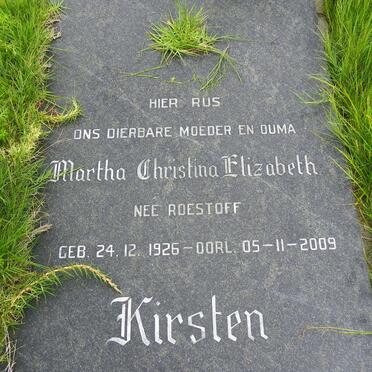 HIER RUS
ONS DIERBARE MOEDER EN OUMA
Martha Christina Elizabeth
NEE ROESTOFF
GEB. 24. 12. 1926 - OORL. 05-11-2009
Kirsten